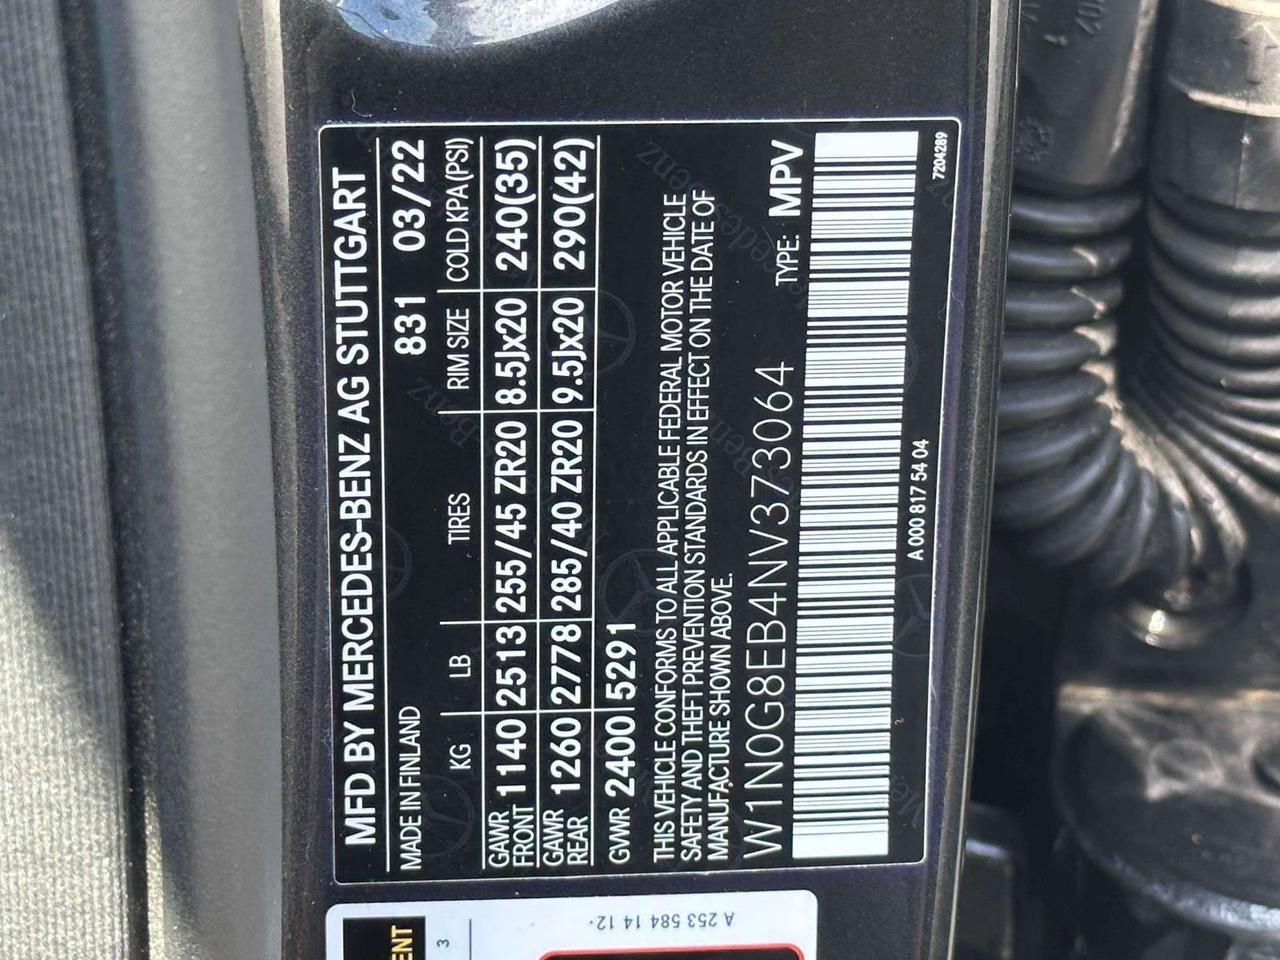 MFD BY MERCEDES-BENZ AG STUTTGART
MADE IN FINLAND 831 03/22
KG LB TIRES RIM SIZE COLD KPA(PSI)
GAWR FRONT 1140 2513 255/45 ZR20 8.5Jx20 240(35)
GAWR REAR 1260 2778 285/40 ZR20 9.5Jx20 290(42)
GVWR 2400 5291
THIS VEHICLE CONFORMS TO ALL APPLICABLE FEDERAL MOTOR VEHICLE
SAFETY AND THEFT PREVENTION STANDARDS IN EFFECT ON THE DATE OF
MANUFACTURE SHOWN ABOVE.
W1N0G8EB4NV373064 TYPE: MPV
A 000 817 54 04
7204289
A 253 584 14 12
3